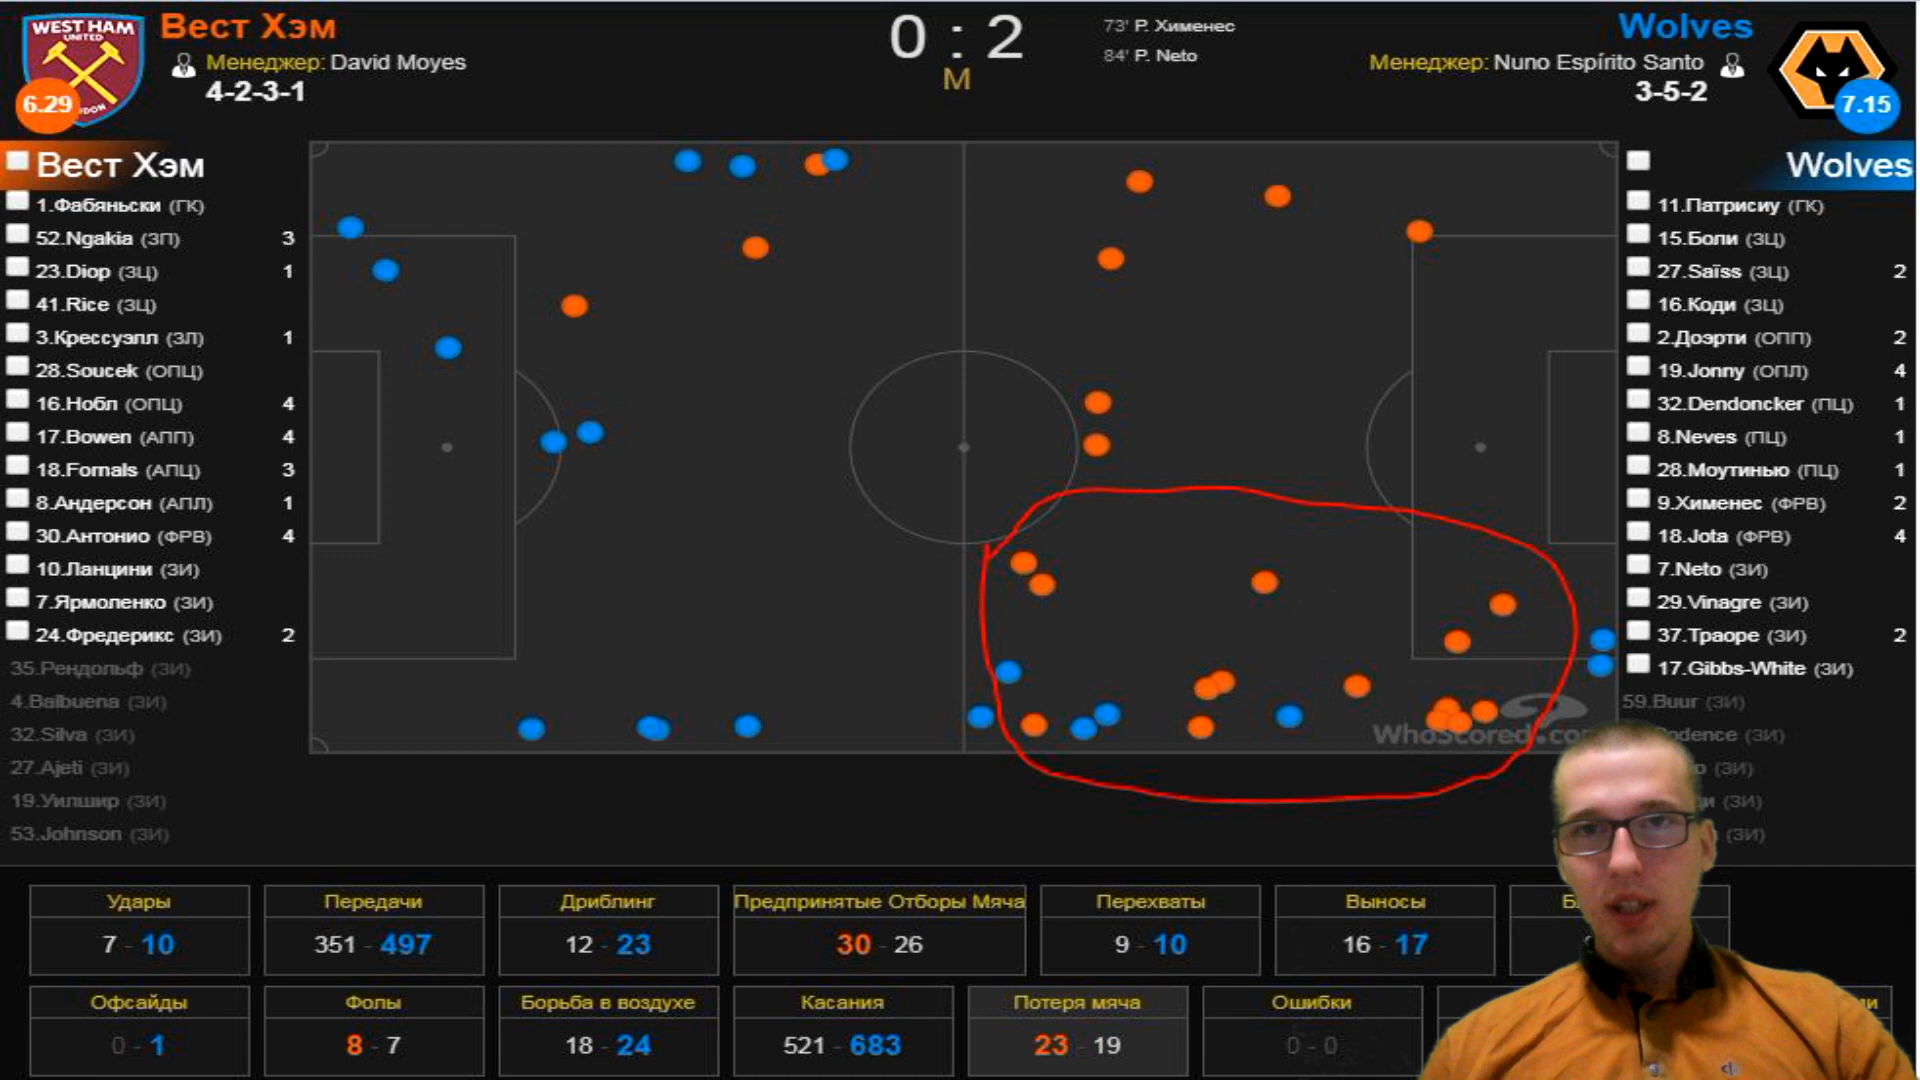 WEST HAM
UNITED
Вест Хэм
Менеджер: David Moyes
4-2-3-1
6.29
0 : 2
М
73' Р. Хименес
84' P. Neto
Wolves
Менеджер: Nuno Espírito Santo
3-5-2
7.15
Вест Хэм
1.Фабяньски (ГК)
52.Ngakia (ЗП) 3
23.Diop (ЗЦ) 1
41.Rice (ЗЦ)
3.Крессуэлл (ЗЛ) 1
28.Soucek (ОПЦ)
16.Нобл (ОПЦ) 4
17.Bowen (АПП) 4
18.Fornals (АПЦ) 3
8.Андерсон (АПЛ) 1
30.Антонио (ФРВ) 4
10.Ланцини (ЗИ)
7.Ярмоленко (ЗИ)
24.Фредерикс (ЗИ) 2
35.Рендольф (ЗИ)
4.Balbuena (ЗИ)
32.Silva (ЗИ)
27.Ajeti (ЗИ)
19.Уилшир (ЗИ)
53.Johnson (ЗИ)
WhoScored.co
Wolves
11.Патрисиу (ГК)
15.Боли (ЗЦ)
27.Saïss (ЗЦ) 2
16.Коди (ЗЦ)
2.Доэрти (ОПП) 2
19.Jonny (ОПЛ) 4
32.Dendoncker (ПЦ) 1
8.Neves (ПЦ) 1
28.Моутинью (ПЦ) 1
9.Хименес (ФРВ) 2
18.Jota (ФРВ) 4
7.Neto (ЗИ)
29.Vinagre (ЗИ)
37.Траоре (ЗИ) 2
17.Gibbs-White (ЗИ)
59.Buur (ЗИ)
odence (ЗИ)
(ЗИ)
(ЗИ)
(ЗИ)
Удары
7 - 10
Передачи
351 - 497
Дриблинг
12 - 23
Предпринятые Отборы Мяча
30 - 26
Перехваты
9 - 10
Выносы
16 - 17
Офсайды
0 - 1
Фолы
8 - 7
Борьба в воздухе
18 - 24
Касания
521 - 683
Потеря мяча
23 - 19
Ошибки
0 - 0